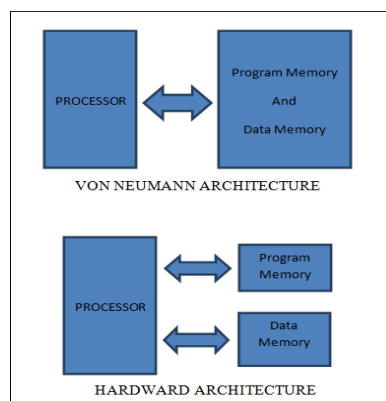 PROCESSOR
Program Memory
And
Data Memory
VON NEUMANN ARCHITECTURE
PROCESSOR
Program
Memory
Data
Memory
HARDWARD ARCHITECTURE